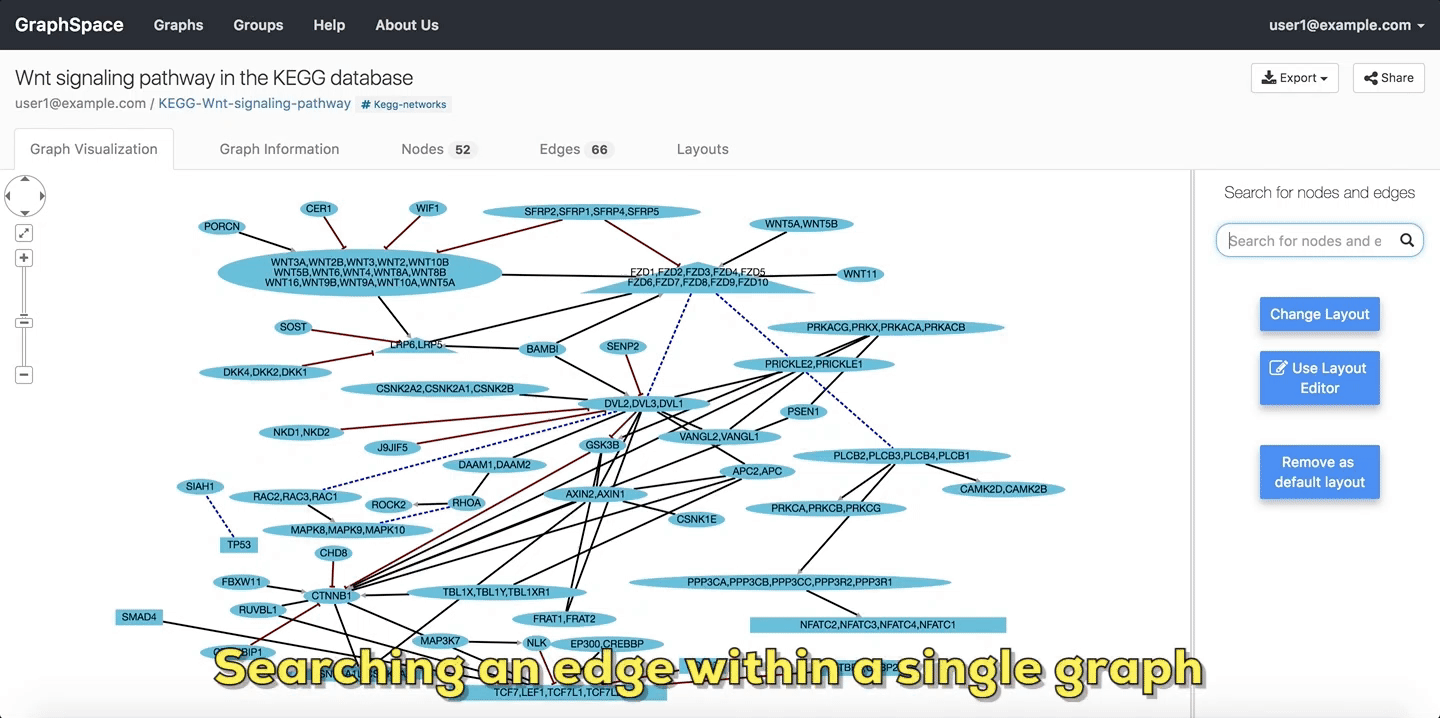 GraphSpace Graphs Groups Help About Us user1@example.com
Wnt signaling pathway in the KEGG database
Export Share
user1@example.com / KEGG-Wnt-signaling-pathway # Kegg-networks
Graph Visualization Graph Information Nodes 52 Edges 66 Layouts
Search for nodes and edges
Search for nodes and e
Change Layout
Use Layout
Editor
Remove as
default layout
CER1
WIF1
SFRP2,SFRP1,SFRP4,SFRP5
PORCN
WNT5A,WNT5B
WNT3A,WNT2B,WNT3,WNT2,WNT10B
WNT5B,WNT6,WNT4,WNT8A,WNT8B
WNT16,WNT9B,WNT9A,WNT10A,WNT5A
FZD1,FZD2,FZD3,FZD4,FZD5
FZD6,FZD7,FZD8,FZD9,FZD10
WNT11
SOST
PRKACG,PRKX,PRKACA,PRKACB
LRP6,LRP5
BAMBI
SENP2
PRICKLE2,PRICKLE1
DKK4,DKK2,DKK1
CSNK2A2,CSNK2A1,CSNK2B
DVL2,DVL3,DVL1
PSEN1
NKD1,NKD2
VANGL2,VANGL1
J9JIF5
GSK3B
PLCB2,PLCB3,PLCB4,PLCB1
DAAM1,DAAM2
APC2,APC
SIAH1
CAMK2D,CAMK2B
RAC2,RAC3,RAC1
AXIN2,AXIN1
ROCK2
RHOA
PRKCA,PRKCB,PRKCG
CSNK1E
MAPK8,MAPK9,MAPK10
TP53
CHD8
FBXW11
PPP3CA,PPP3CB,PPP3CC,PPP3R2,PPP3R1
CTNNB1
TBL1X,TBL1Y,TBL1XR1
RUVBL1
SMAD4
FRAT1,FRAT2
NFATC2,NFATC3,NFATC4,NFATC1
MAP3K7
NLK
EP300,CREBBP
Searching an edge within a single graph
TCF7,LEF1,TCF7L1